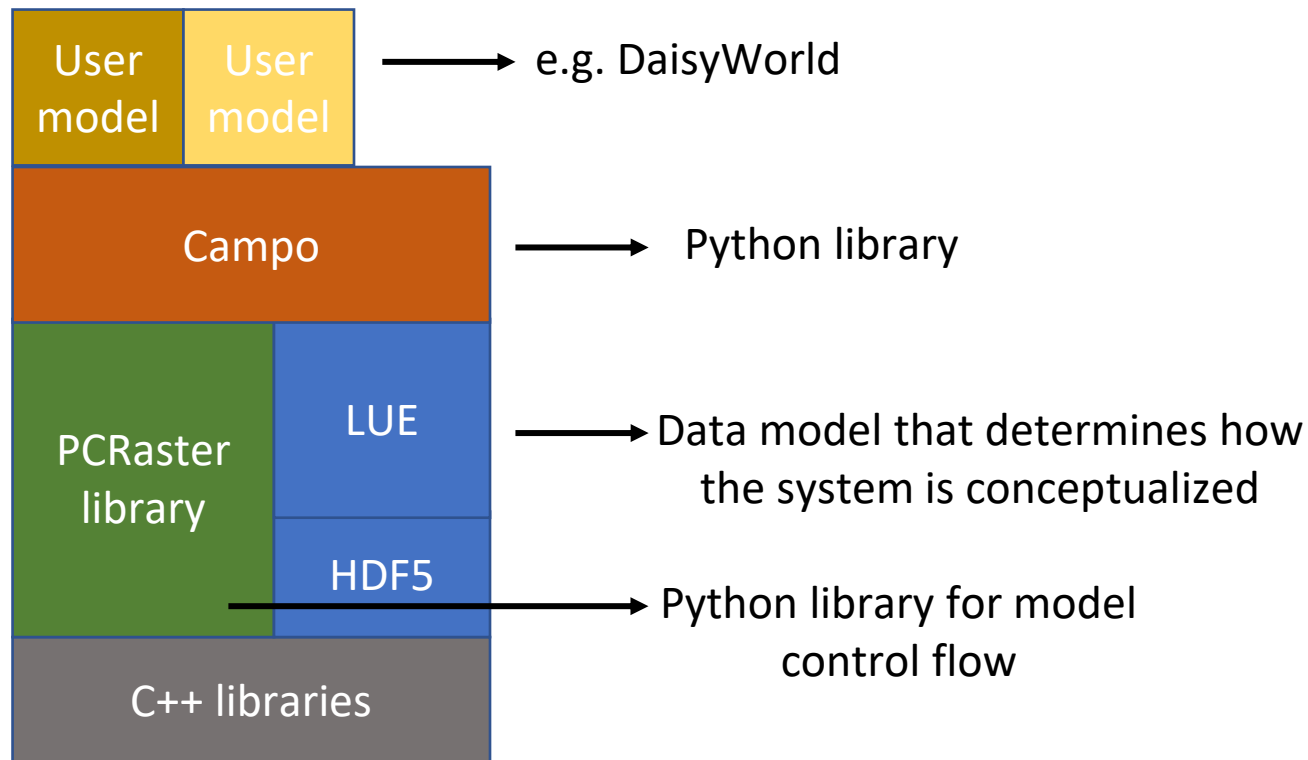 User
model
User
model
e.g. DaisyWorld
Campo
Python library
PCRaster
library
LUE
Data model that determines how
the system is conceptualized
HDF5
Python library for model
control flow
C++ libraries